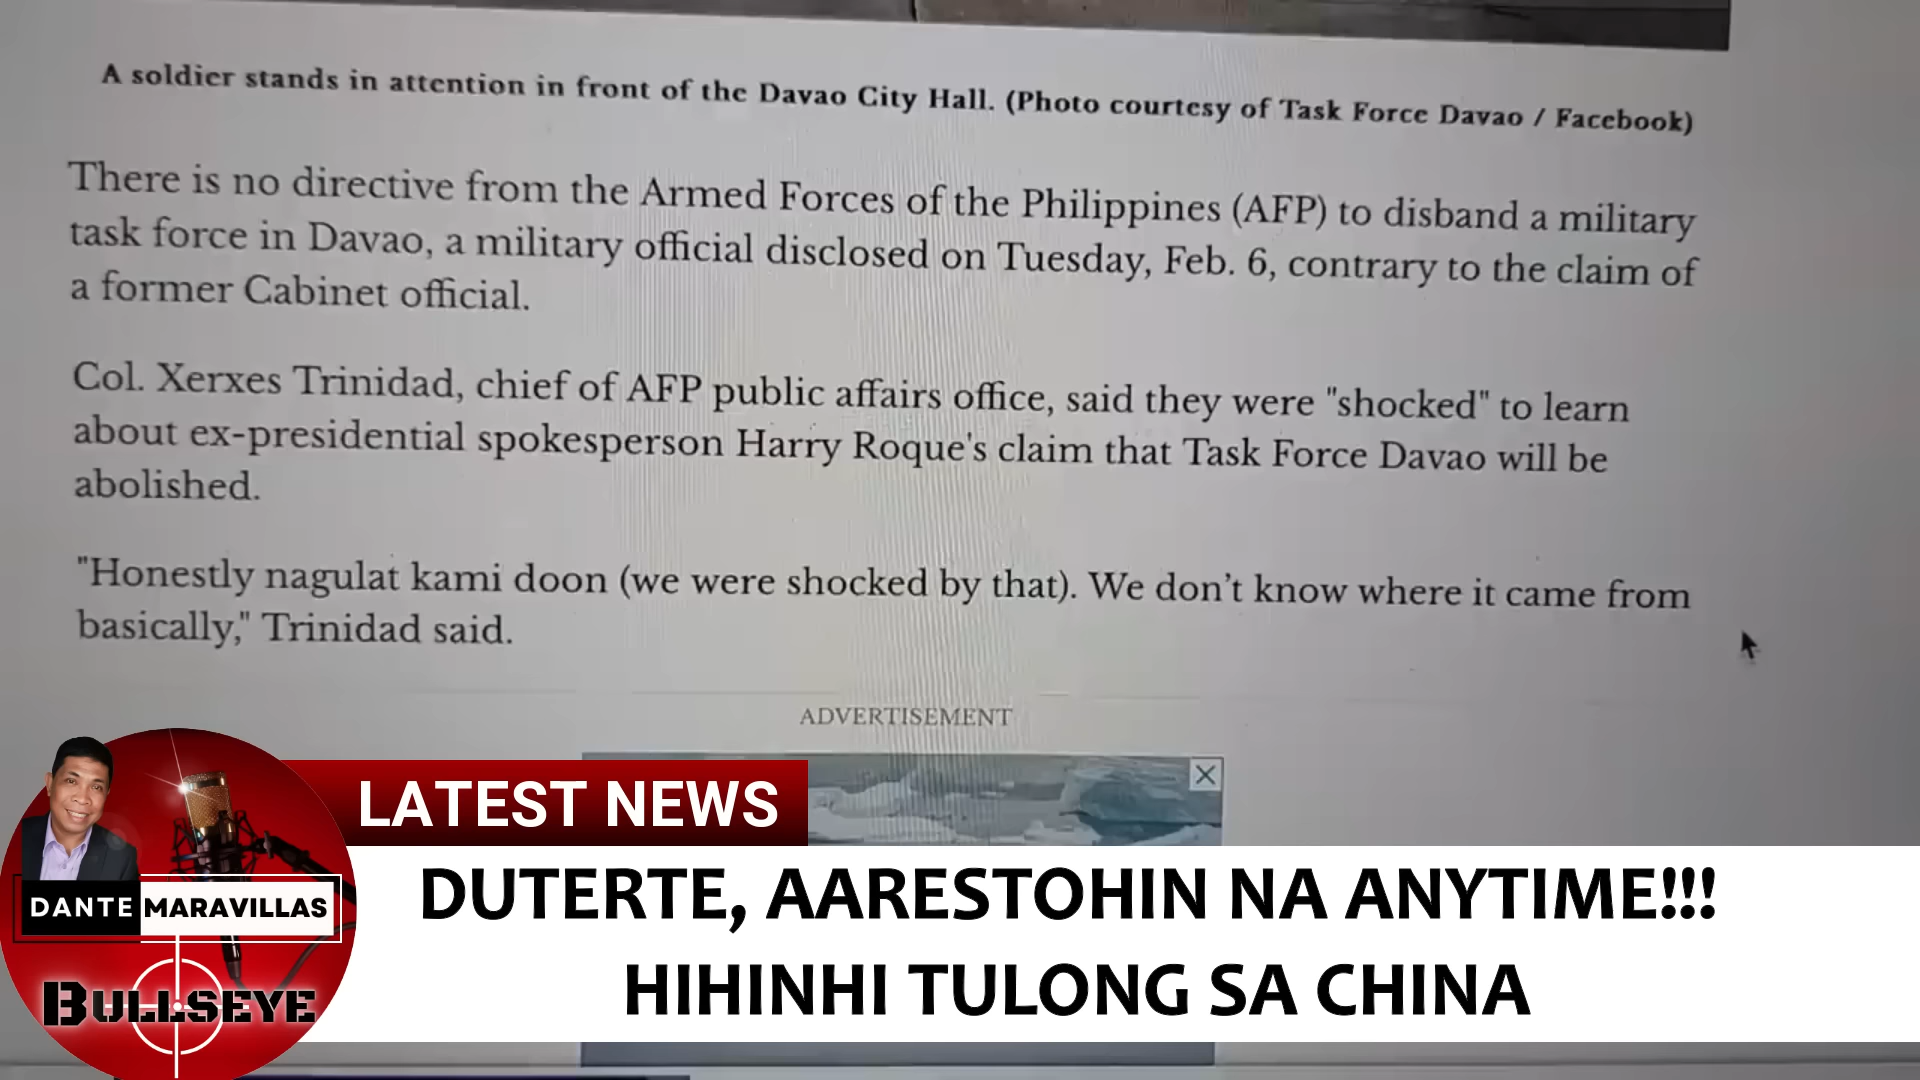 A soldier stands in attention in front of the Davao City Hall. (Photo courtesy of Task Force Davao / Facebook)
There is no directive from the Armed Forces of the Philippines (AFP) to disband a military
task force in Davao, a military official disclosed on Tuesday, Feb. 6, contrary to the claim of
a former Cabinet official.
Col. Xerxes Trinidad, chief of AFP public affairs office, said they were "shocked" to learn
about ex-presidential spokesperson Harry Roque's claim that Task Force Davao will be
abolished.
"Honestly nagulat kami doon (we were shocked by that). We don't know where it came from
basically," Trinidad said.
ADVERTISEMENT
LATEST NEWS
DUTERTE, AARESTOHIN NA ANYTIME!!!
HIHINHI TULONG SA CHINA
DANTE MARAVILLAS
BULLSEYE